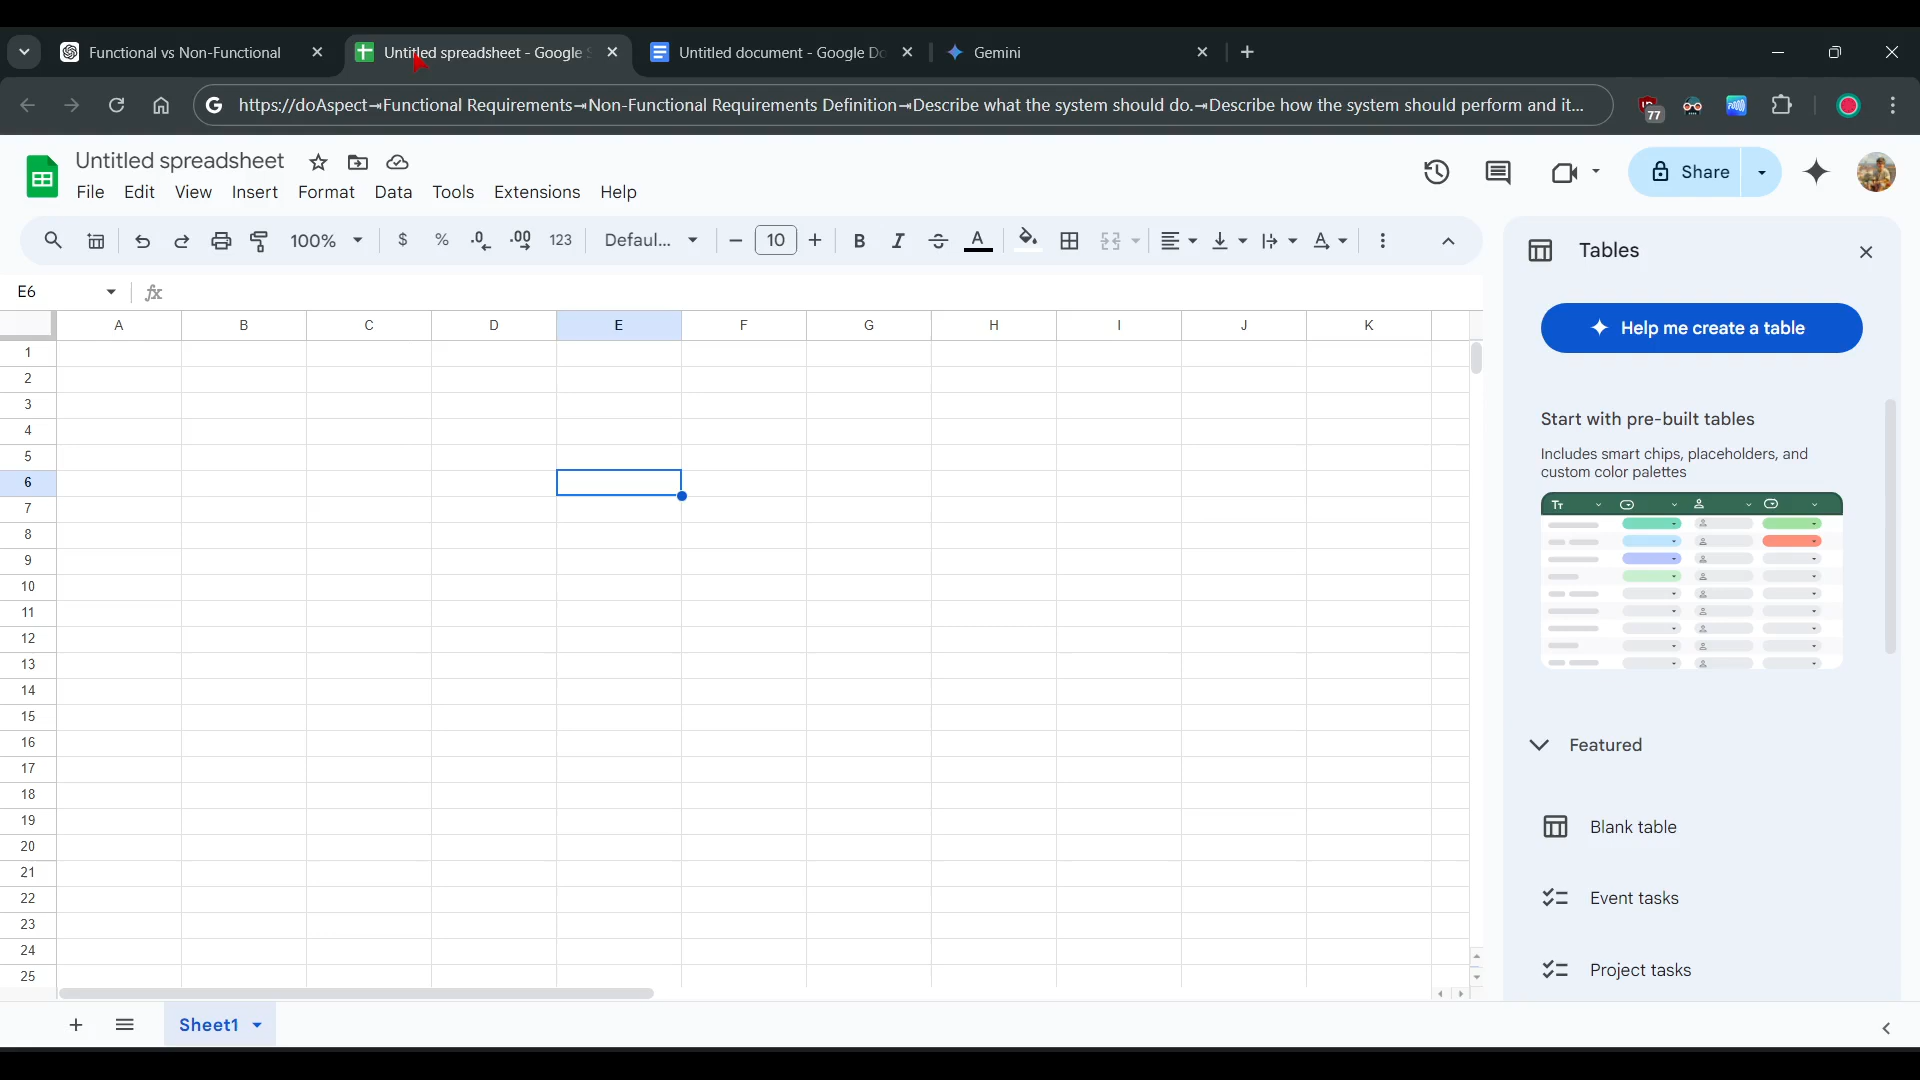 Functional vs Non-Functional
Untitled spreadsheet - Google S
Untitled document - Google Do
Gemini
https://doAspect⇥Functional Requirements⇥Non-Functional Requirements Definition⇥Describe what the system should do.⇥Describe how the system should perform and it...
77
Untitled spreadsheet
File Edit View Insert Format Data Tools Extensions Help
Share
100% $ % .0 .00 123 Defaul... 10 B I S A
Tables
E6 fx
Help me create a table
A B C D E F G H I J K
1
2
3
4
5
6
7
8
9
10
11
12
13
14
15
16
17
18
19
20
21
22
23
24
25
Start with pre-built tables
Includes smart chips, placeholders, and
custom color palettes
Tт
Featured
Blank table
Event tasks
Project tasks
Sheet1